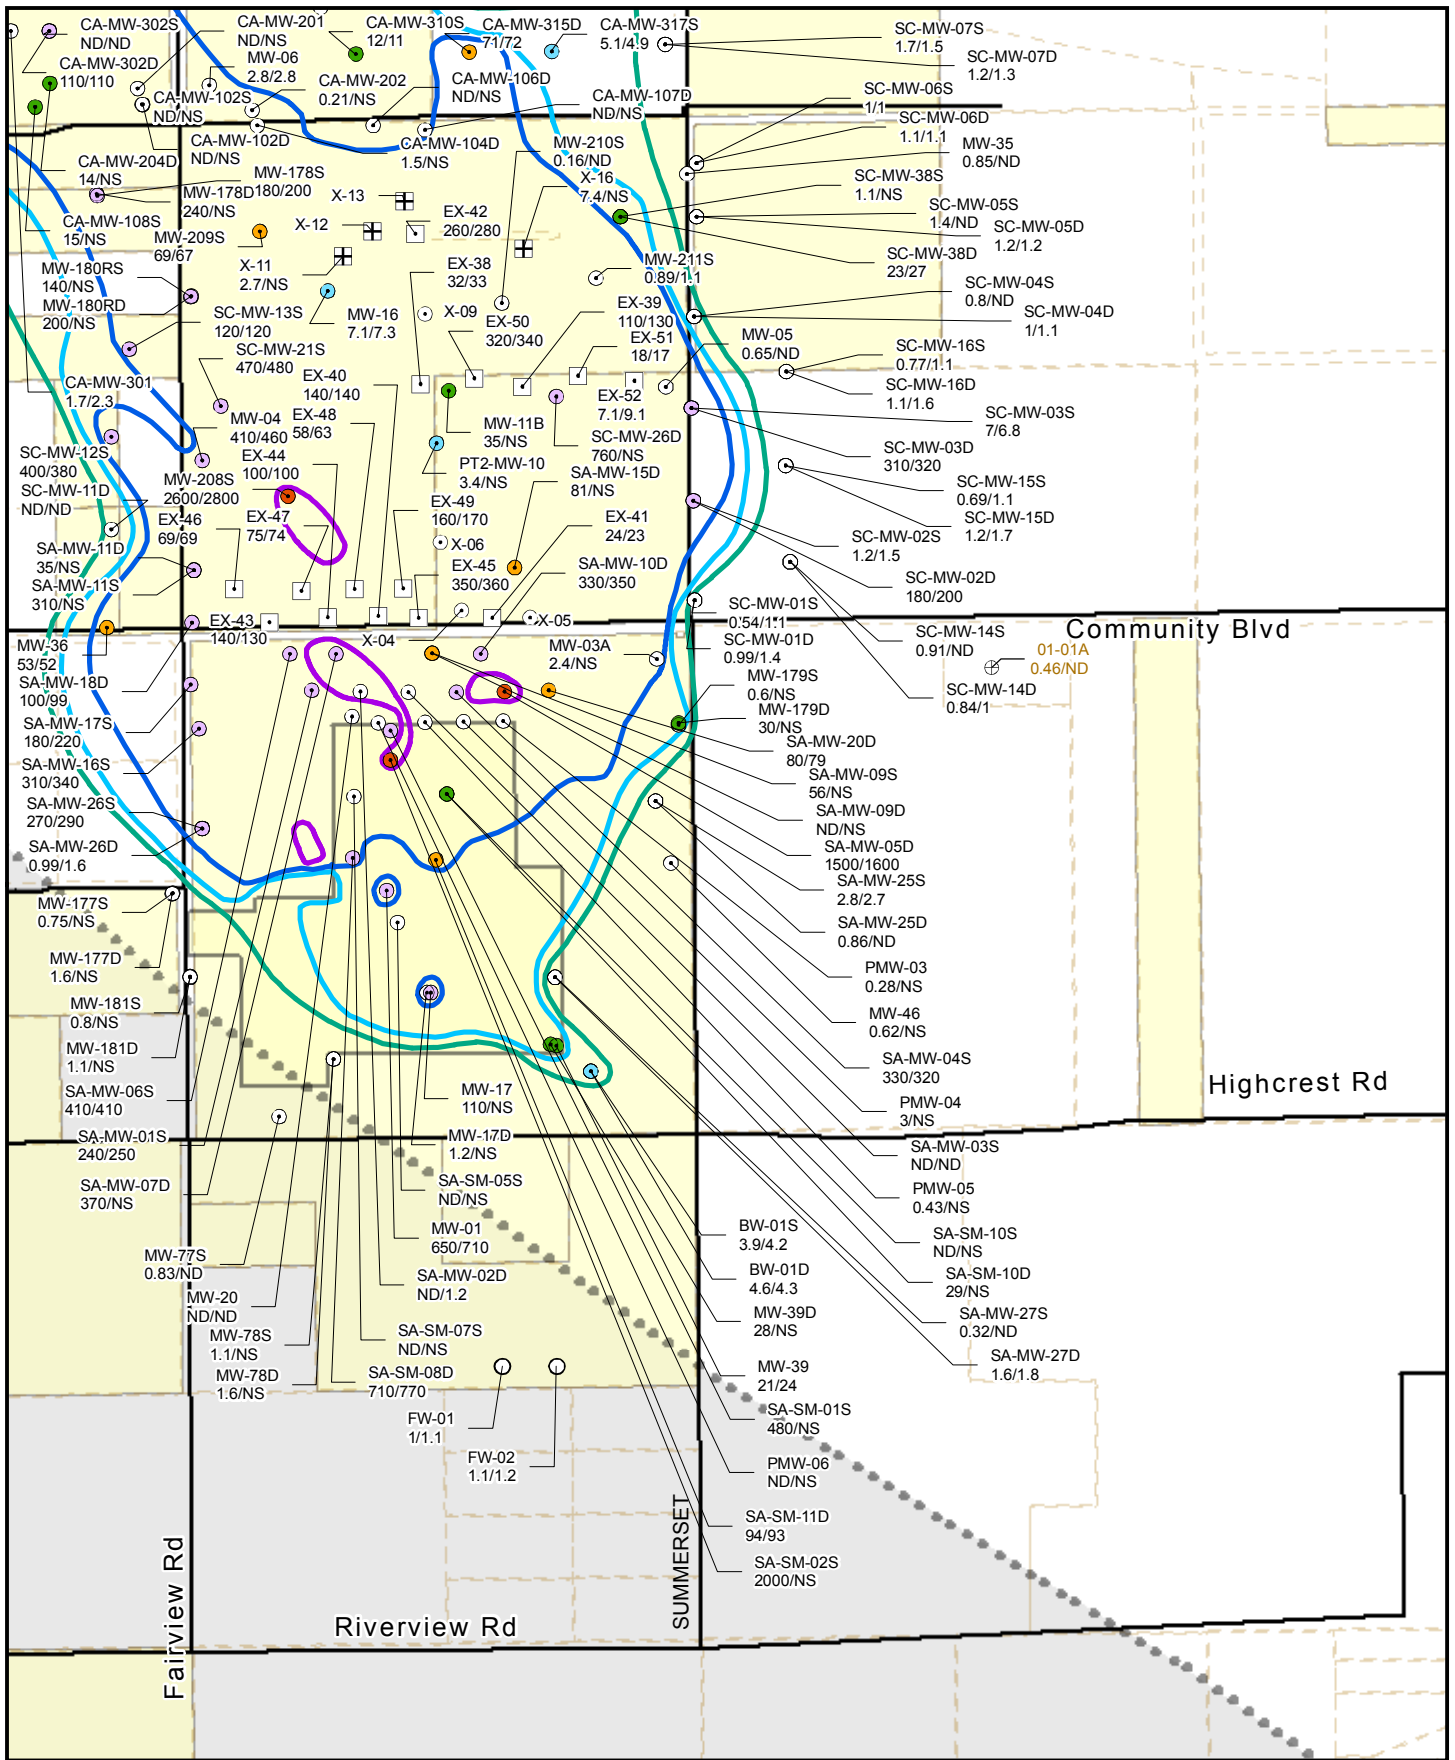 CA-MW-302S
ND/ND
CA-MW-302D
110/110
CA-MW-201
ND/NS
MW-06
2.8/2.8
CA-MW-310S
12/11
CA-MW-315D
71/72
CA-MW-317S
5.1/4.9
SC-MW-07S
1.7/1.5
SC-MW-07D
1.2/1.3
CA-MW-102S
ND/NS
CA-MW-202
0.21/NS
CA-MW-106D
ND/NS
CA-MW-107D
ND/NS
SC-MW-06S
1/1
SC-MW-06D
1.1/1.1
MW-35
0.85/ND
CA-MW-102D
ND/NS
CA-MW-104D
1.5/NS
MW-210S
0.16/ND
X-16
7.4/NS
SC-MW-38S
1.1/NS
CA-MW-204D
14/NS
MW-178S
180/200
MW-178D
240/NS
X-13
X-12
EX-42
260/280
SC-MW-05S
1.4/ND
SC-MW-05D
1.2/1.2
CA-MW-108S
15/NS
MW-209S
69/67
X-11
2.7/NS
EX-38
32/33
MW-211S
0.89/1.1
SC-MW-38D
23/27
MW-180RS
140/NS
MW-180RD
200/NS
SC-MW-13S
120/120
MW-16
7.1/7.3
X-09
EX-50
320/340
EX-39
110/130
EX-51
18/17
SC-MW-04S
0.8/ND
SC-MW-04D
1/1.1
MW-05
0.65/ND
SC-MW-21S
470/480
EX-40
140/140
CA-MW-301
1.7/2.3
SC-MW-16S
0.77/1.1
SC-MW-16D
1.1/1.6
EX-52
7.1/9.1
MW-04
410/460
EX-48
58/63
MW-11B
35/NS
SC-MW-26D
760/NS
SC-MW-03S
7/6.8
SC-MW-03D
310/320
SC-MW-12S
400/380
EX-44
100/100
PT2-MW-10
3.4/NS
SA-MW-15D
81/NS
SC-MW-15S
0.69/1.1
SC-MW-11D
ND/ND
MW-208S
2600/2800
EX-46
69/69
EX-47
75/74
EX-49
160/170
EX-41
24/23
SC-MW-15D
1.2/1.7
SC-MW-02S
1.2/1.5
SA-MW-11D
35/NS
X-06
EX-45
350/360
SA-MW-10D
330/350
SC-MW-02D
180/200
SA-MW-11S
310/NS
EX-43
140/130
X-04
X-05
SC-MW-01S
0.54/111
Community Blvd
MW-36
53/52
MW-03A
2.4/NS
SC-MW-01D
0.99/1.4
SC-MW-14S
0.91/ND
01-01A
0.46/ND
SA-MW-18D
100/99
MW-179S
0.6/NS
SC-MW-14D
0.84/1
SA-MW-17S
180/220
MW-179D
30/NS
SA-MW-20D
80/79
SA-MW-16S
310/340
SA-MW-09S
56/NS
SA-MW-26S
270/290
SA-MW-09D
ND/NS
SA-MW-26D
0.99/1.6
SA-MW-05D
1500/1600
SA-MW-25S
2.8/2.7
MW-177S
0.75/NS
SA-MW-25D
0.86/ND
MW-177D
1.6/NS
PMW-03
0.28/NS
MW-181S
0.8/NS
MW-46
0.62/NS
MW-181D
1.1/NS
SA-MW-04S
330/320
Highcrest Rd
SA-MW-06S
410/410
MW-17
110/NS
PMW-04
3/NS
SA-MW-01S
240/250
MW-17D
1.2/NS
SA-MW-03S
ND/ND
SA-MW-07D
370/NS
SA-SM-05S
ND/NS
PMW-05
0.43/NS
MW-01
650/710
BW-01S
3.9/4.2
SA-SM-10S
ND/NS
MW-77S
0.83/ND
SA-MW-02D
ND/1.2
BW-01D
4.6/4.3
SA-SM-10D
29/NS
MW-20
ND/ND
MW-39D
28/NS
SA-MW-27S
0.32/ND
MW-78S
1.1/NS
SA-SM-07S
ND/NS
MW-39
21/24
SA-MW-27D
1.6/1.8
MW-78D
1.6/NS
SA-SM-08D
710/770
FW-01
1/1.1
SA-SM-01S
480/NS
FW-02
1.1/1.2
PMW-06
ND/NS
SA-SM-11D
94/93
SA-SM-02S
2000/NS
SUMMERSET
Fairview Rd
Riverview Rd